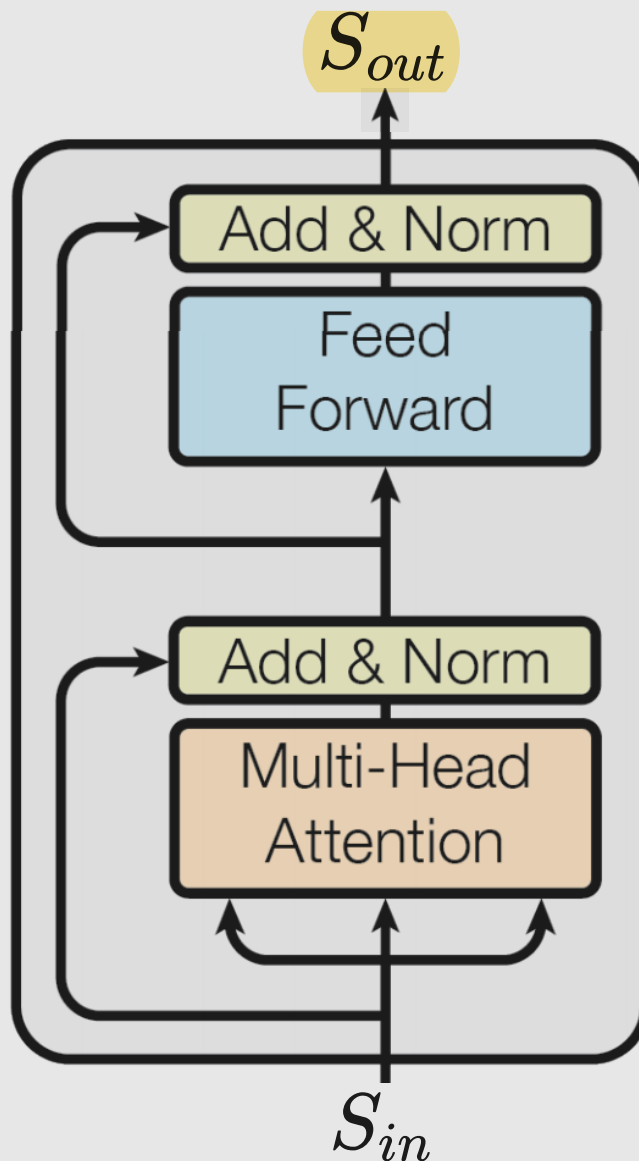 S_out
Add & Norm
Feed
Forward
Add & Norm
Multi-Head
Attention
S_in